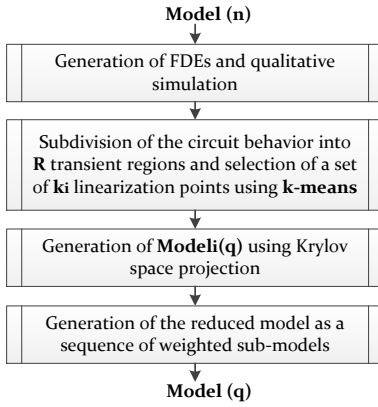 Model (n)
Generation of FDEs and qualitative
simulation
Subdivision of the circuit behavior into
R transient regions and selection of a set
of ki linearization points using k-means
Generation of Modeli(q) using Krylov
space projection
Generation of the reduced model as a
sequence of weighted sub-models
Model (q)